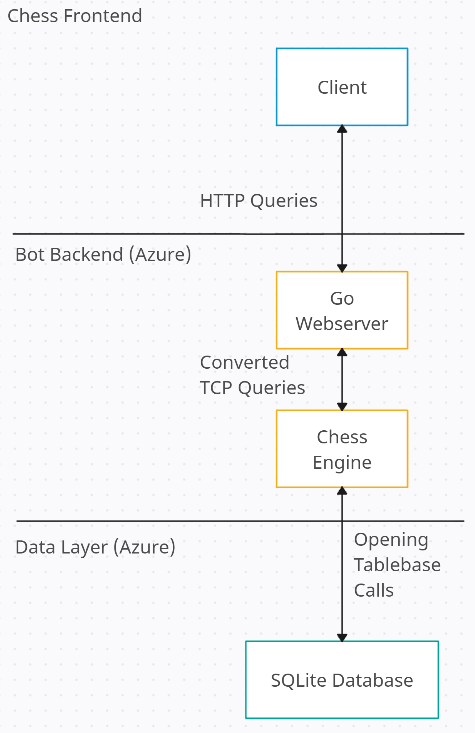 Chess Frontend
Client
HTTP Queries
Bot Backend (Azure)
Go
Webserver
Converted
TCP Queries
Chess
Engine
Data Layer (Azure)
Opening
Tablebase
Calls
SQLite Database